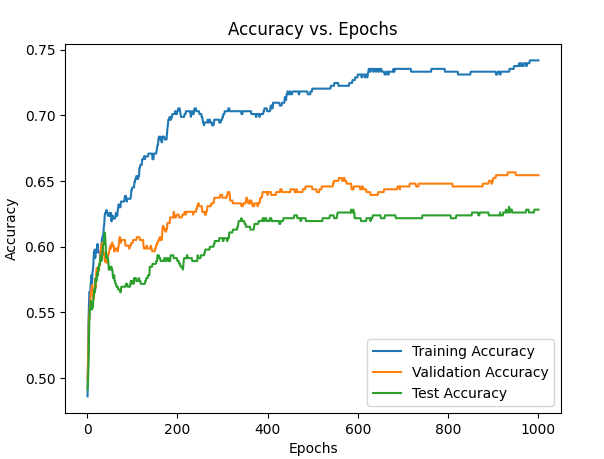 Accuracy vs. Epochs
0.75
0.70
0.65
0.60
0.55
0.50
Accuracy
0 200 400 600 800 1000
Epochs
Training Accuracy
Validation Accuracy
Test Accuracy